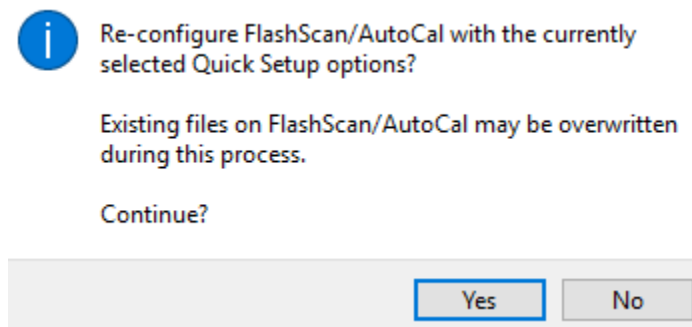 Re-configure FlashScan/AutoCal with the currently
selected Quick Setup options?
Existing files on FlashScan/AutoCal may be overwritten
during this process.
Continue?
Yes
No